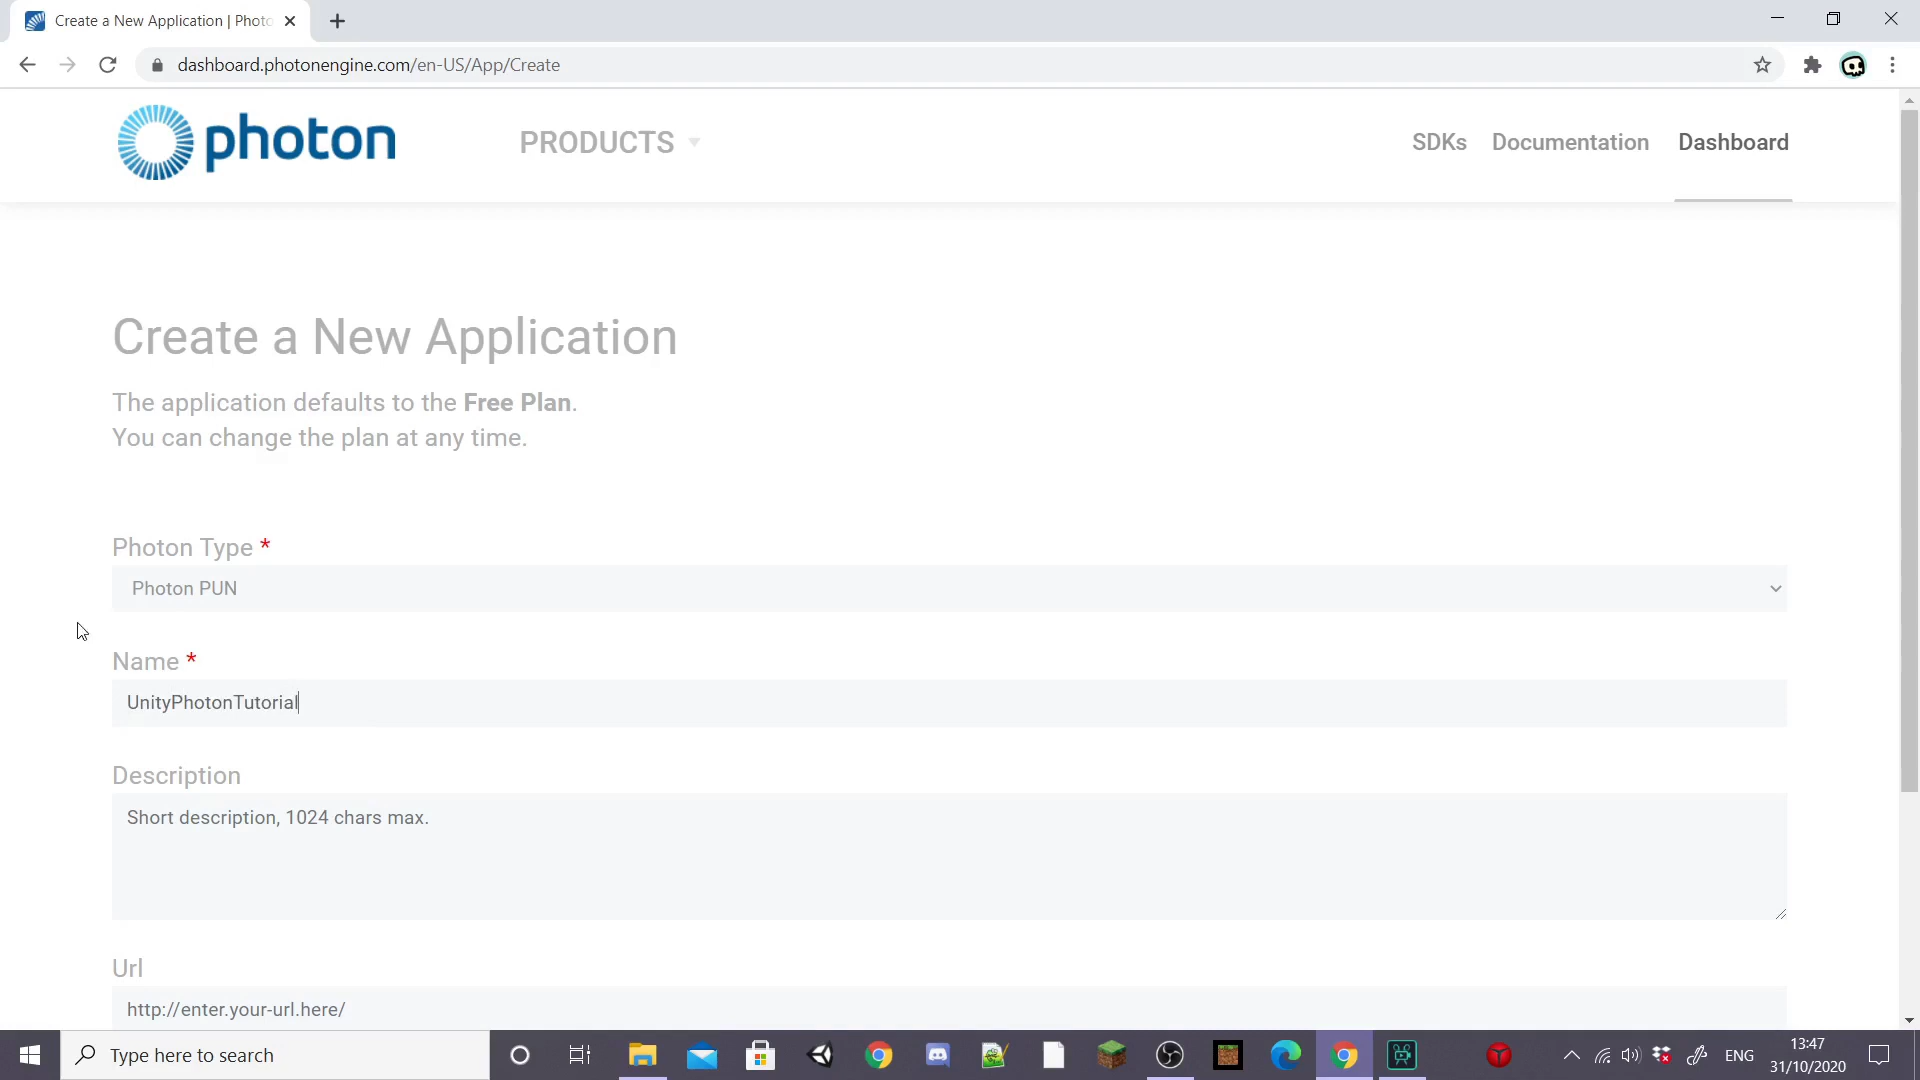 Create a New Application | Photo
dashboard.photonengine.com/en-US/App/Create
photon
PRODUCTS
SDKs
Documentation
Dashboard
Create a New Application
The application defaults to the Free Plan.
You can change the plan at any time.
Photon Type *
Photon PUN
Name *
UnityPhotonTutorial
Description
Short description, 1024 chars max.
Url
http://enter.your-url.here/
Type here to search
ENG
13:47
31/10/2020